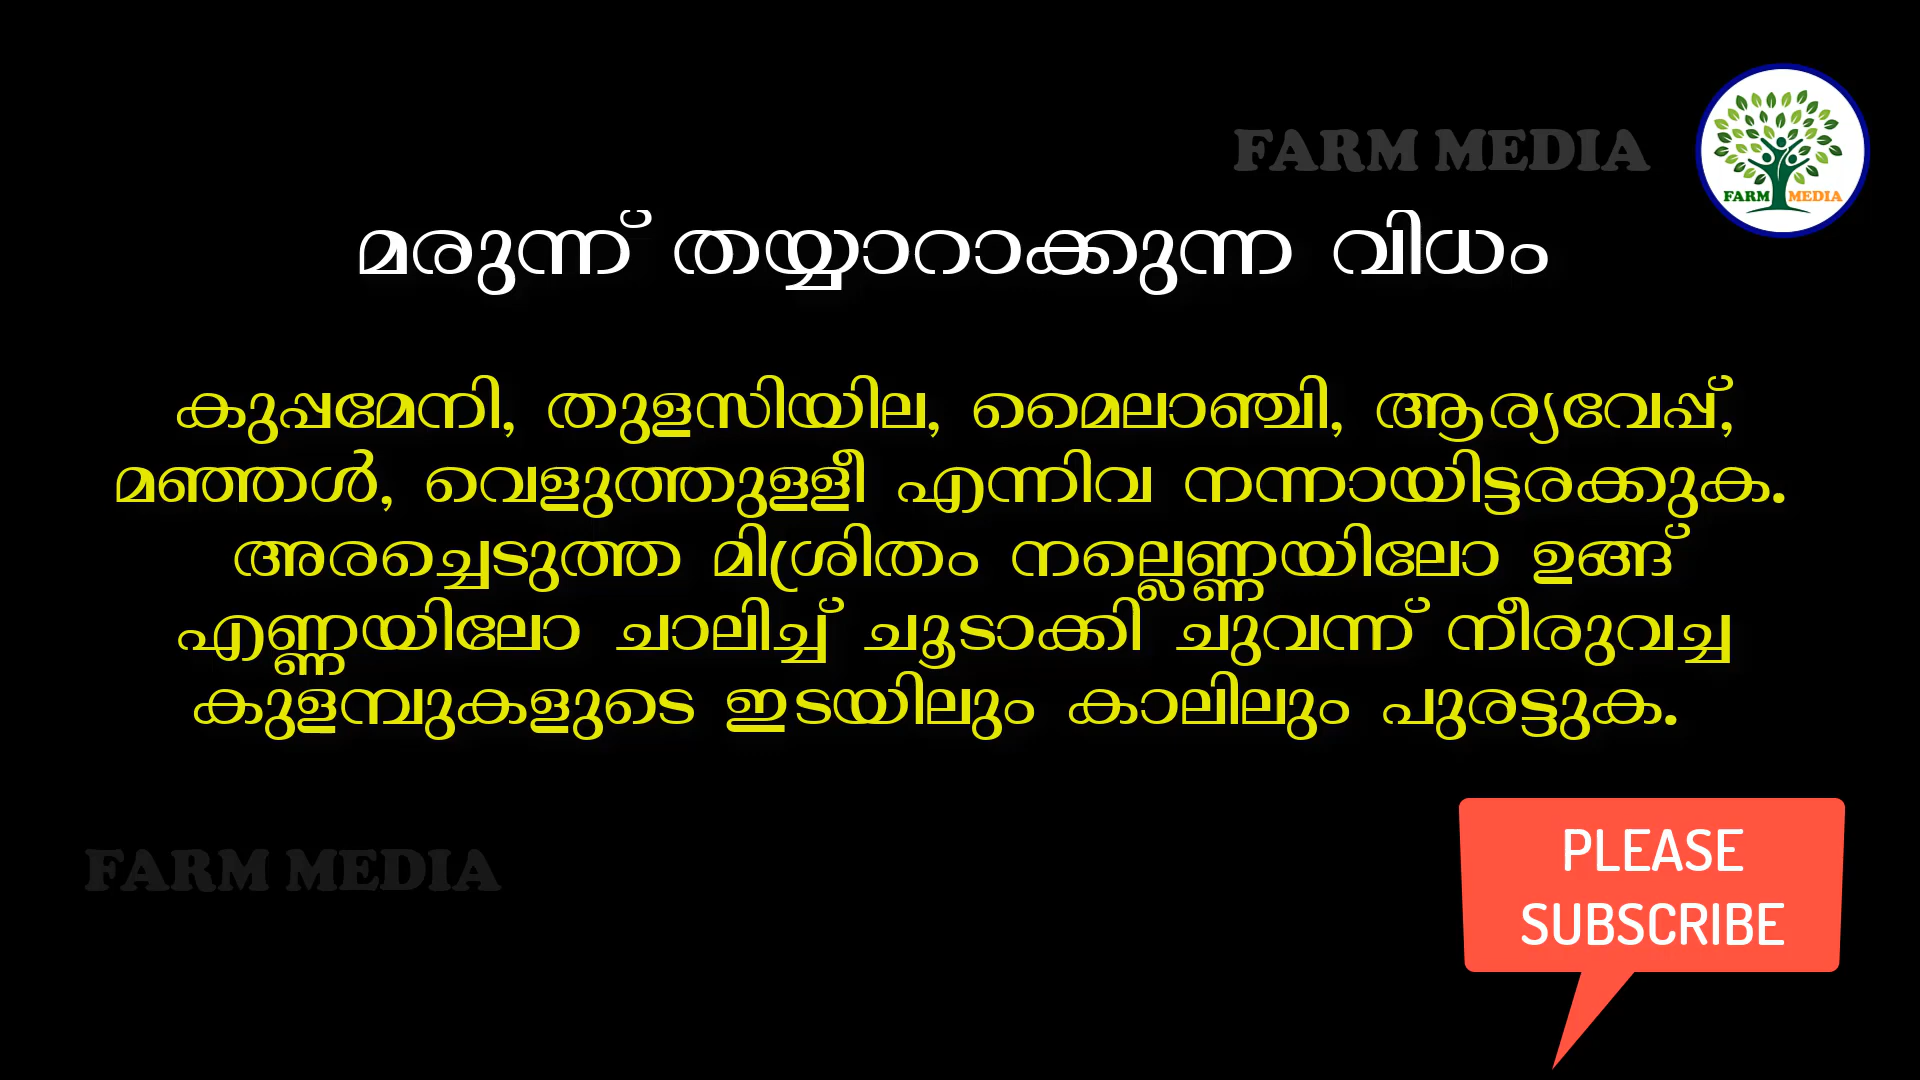 FARM MEDIA
FARM MEDIA
മരുന്ന് തയ്യാറാക്കുന്ന വിധം
കുപ്പമേനി, തുളസിയില, മൈലാഞ്ചി, ആര്യവേപ്പ്,
മഞ്ഞൾ, വെളുത്തുള്ളീ എന്നിവ നന്നായിട്ടരക്കുക.
അരച്ചെടുത്ത മിശ്രിതം നല്ലെണ്ണയിലോ ഉങ്ങ്
എണ്ണയിലോ ചാലിച്ച് ചൂടാക്കി ചുവന്ന് നീരുവച്ച
കുളമ്പുകളുടെ ഇടയിലും കാലിലും പുരട്ടുക.
FARM MEDIA
PLEASE
SUBSCRIBE